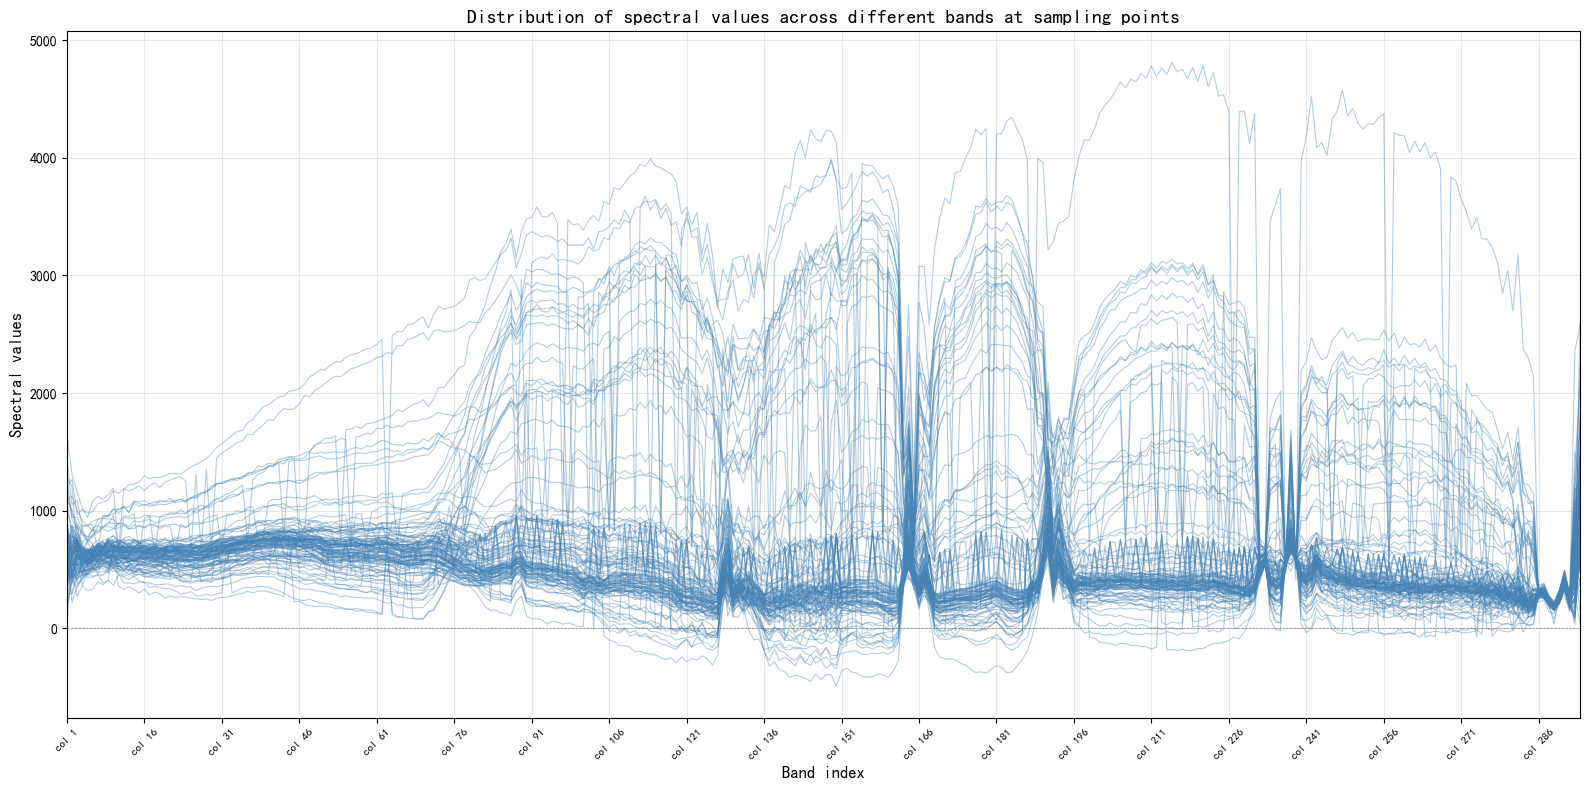 Distribution of spectral values across different bands at sampling points
5000
4000
3000
2000
1000
0
Spectral values
col 1
col 16
col 31
col 46
col 61
col 76
col 91
col 106
col 121
col 136
col 151
col 166
col 181
col 196
col 211
col 226
col 241
col 256
col 271
col 286
Band index